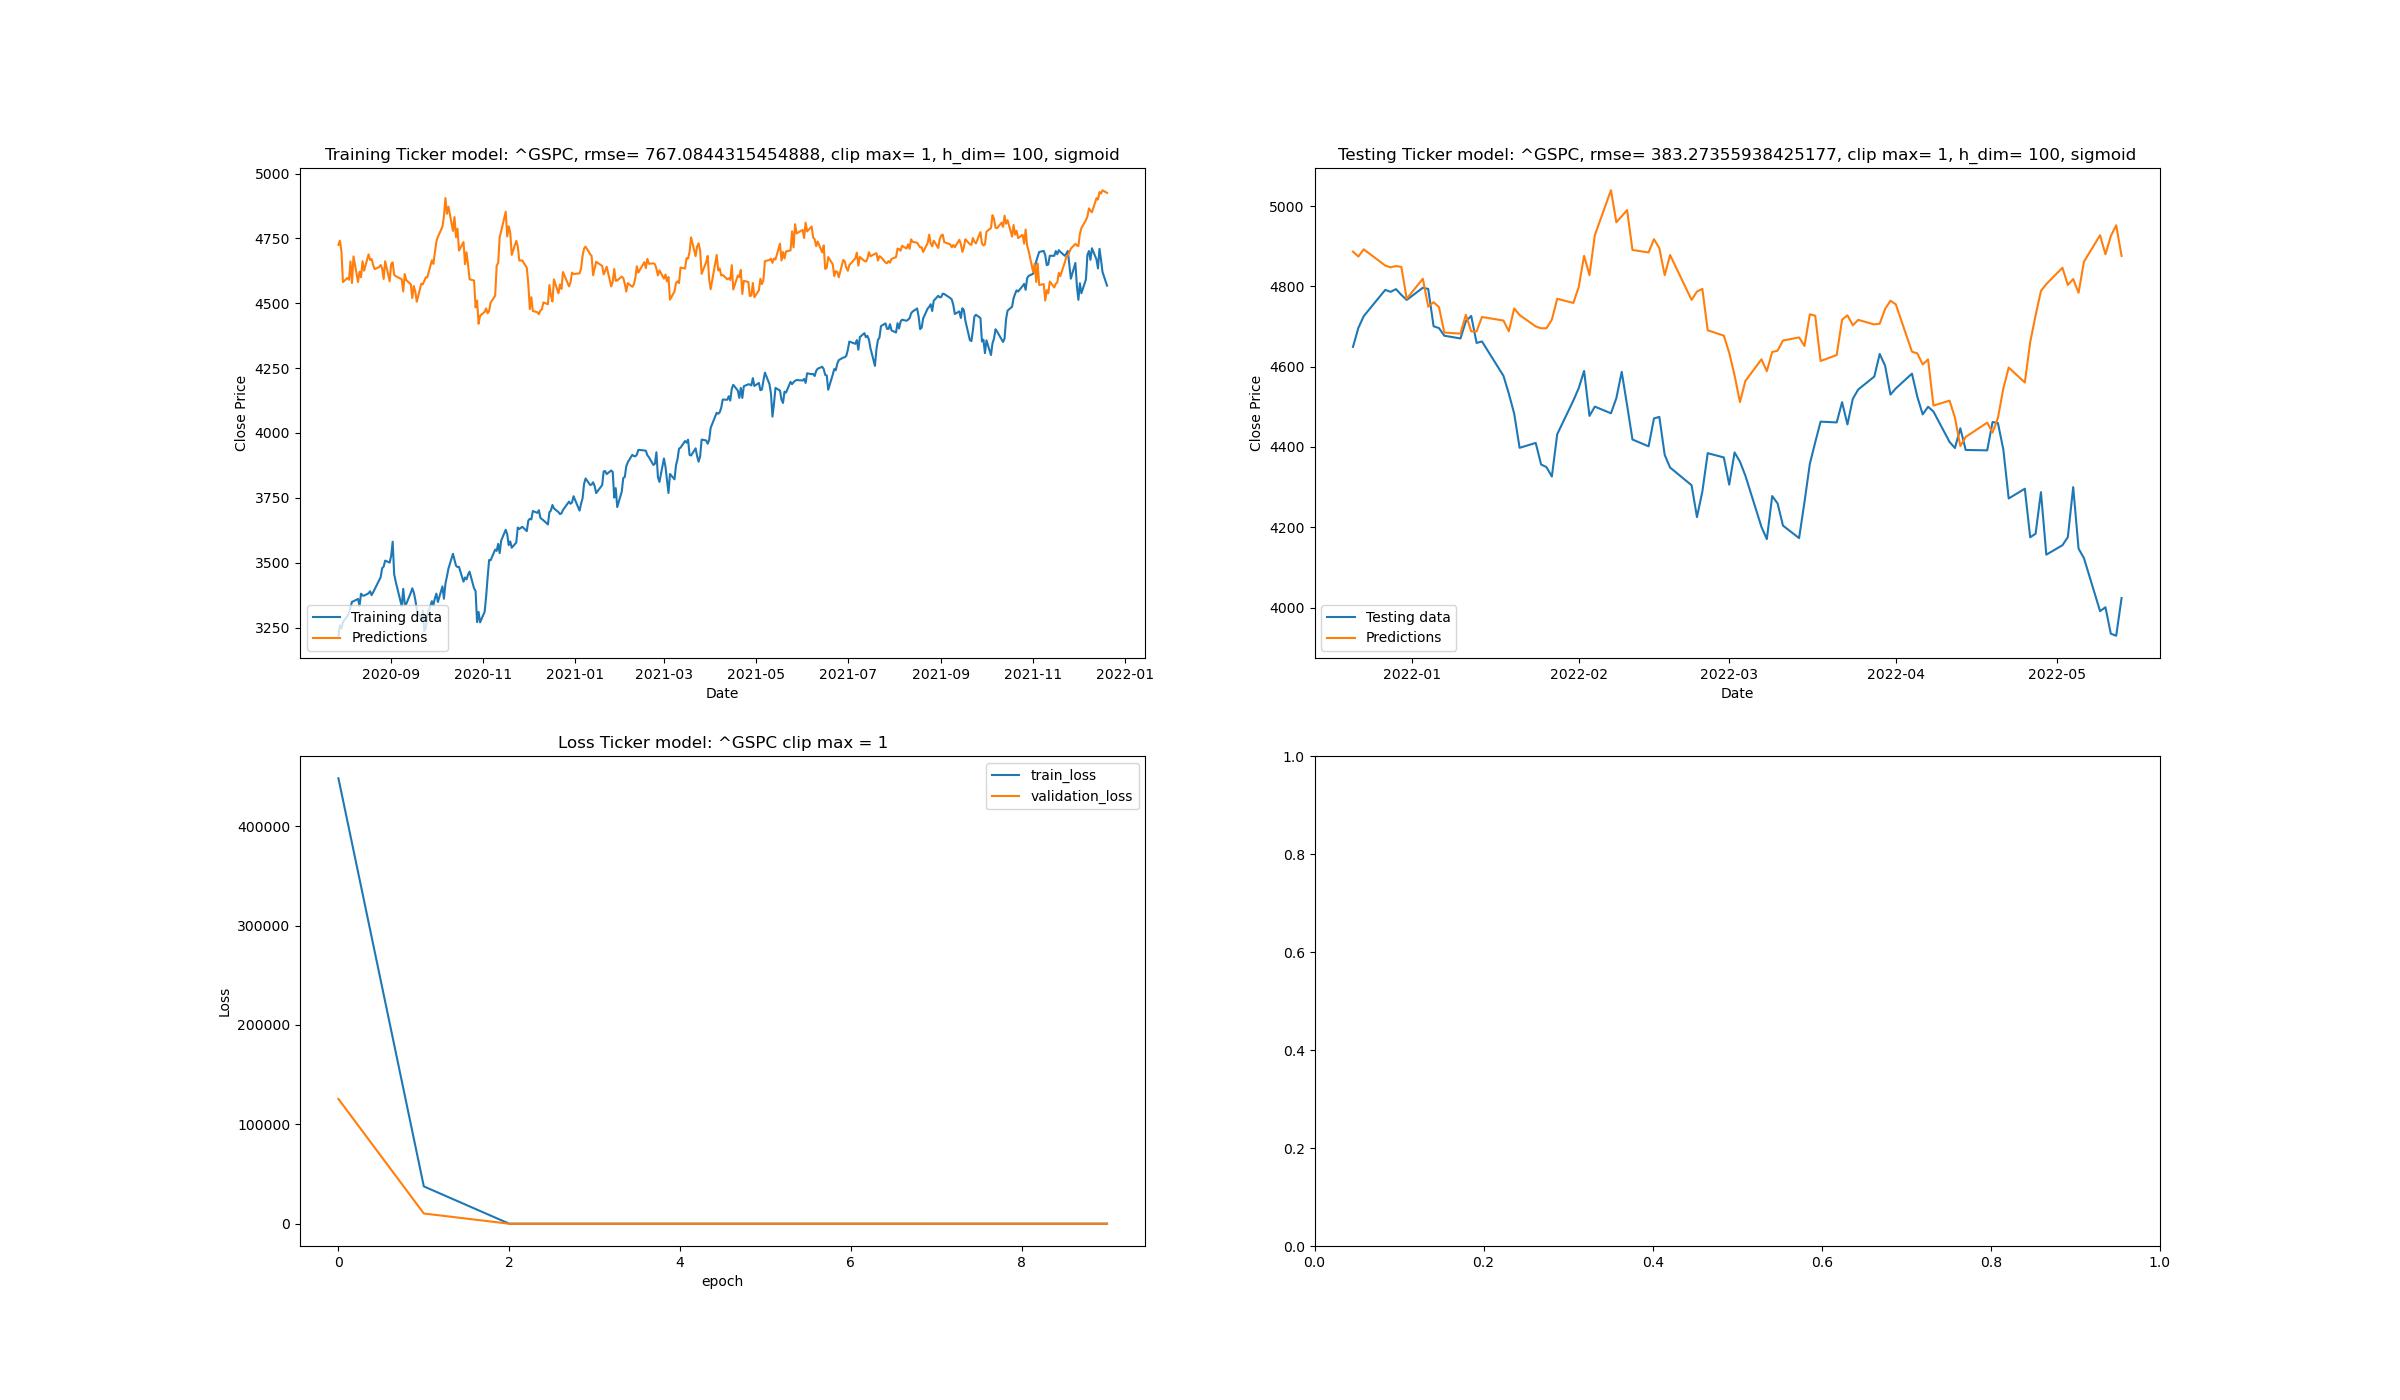 Training Ticker model: ^GSPC, rmse= 767.0844315454888, clip max= 1, h_dim= 100, sigmoid
5000
4750
4500
4250
4000
3750
3500
3250
Close Price
Training data
Predictions
2020-09 2020-11 2021-01 2021-03 2021-05 2021-07 2021-09 2021-11 2022-01
Date
Testing Ticker model: ^GSPC, rmse= 383.27355938425177, clip max= 1, h_dim= 100, sigmoid
5000
4800
4600
4400
4200
4000
Close Price
Testing data
Predictions
2022-01 2022-02 2022-03 2022-04 2022-05
Date
Loss Ticker model: ^GSPC clip max = 1
train_loss
validation_loss
400000
300000
200000
100000
0
Loss
0 2 4 6 8
epoch
1.0
0.8
0.6
0.4
0.2
0.0
0.0 0.2 0.4 0.6 0.8 1.0